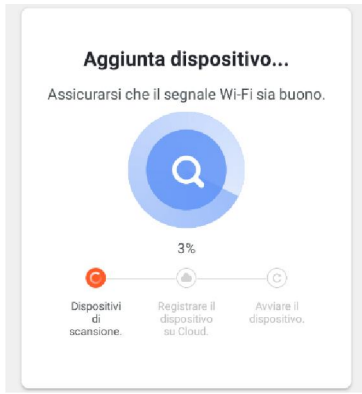 Aggiunta dispositivo...
Assicurarsi che il segnale Wi-Fi sia buono.
3%
Dispositivi
di
scansione.
Registrare il
dispositivo
su Cloud.
Avviare il
dispositivo.